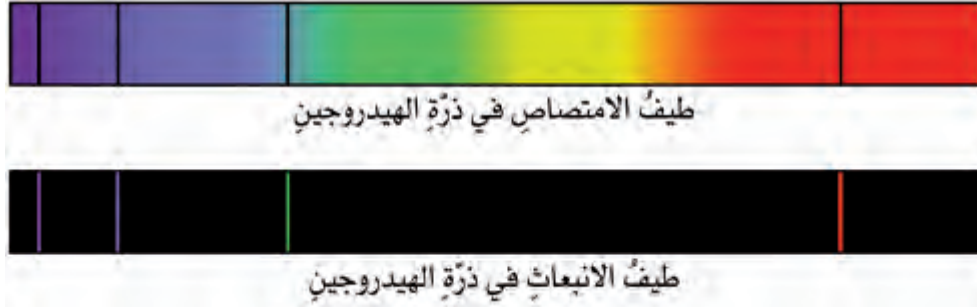 طيفُ الامتصاصِ في ذرّةِ الهيدروجينِ
طيفُ الانبعاثِ في ذرّةِ الهيدروجينِ